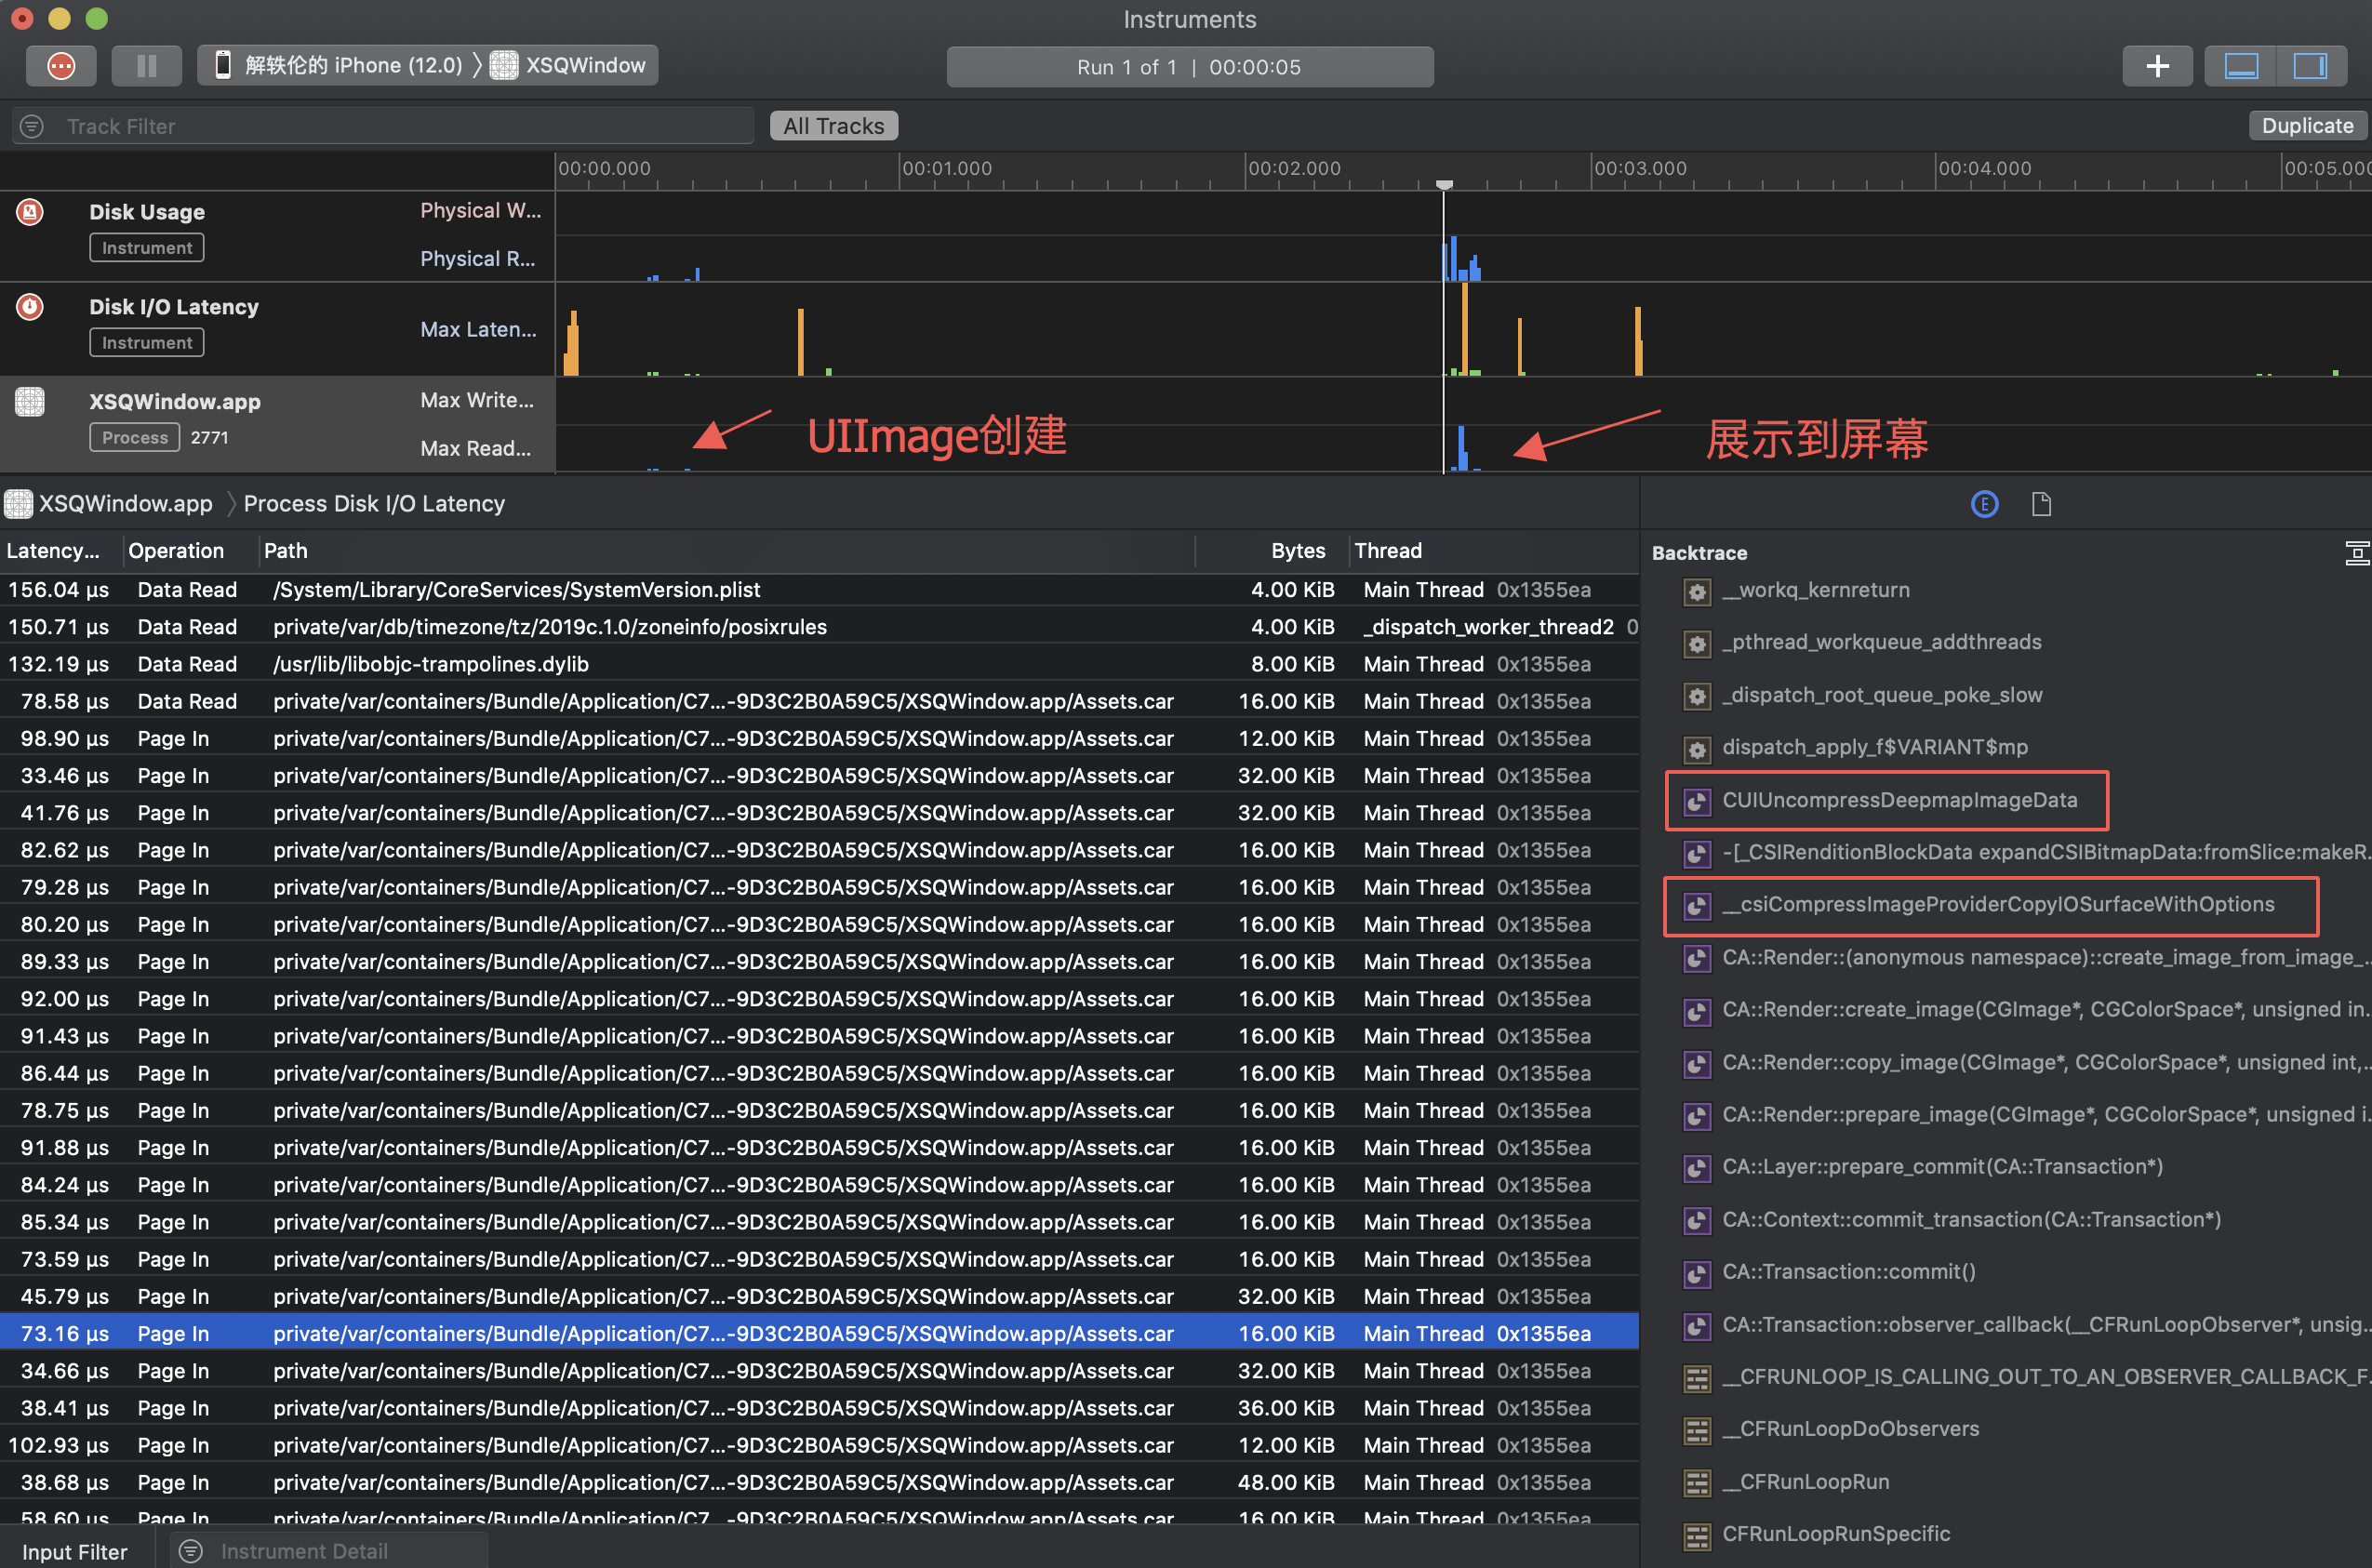 Instruments
解轶伦的 iPhone (12.0) 〉 XSQWindow
Run 1 of 1 | 00:00:05
Track Filter
All Tracks
Duplicate
00:00.000 00:01.000 00:02.000 00:03.000 00:04.000 00:05.000
Disk Usage
Instrument
Physical W...
Physical R...
Disk I/O Latency
Instrument
Max Laten...
XSQWindow.app
Process 2771
Max Write...
Max Read...
UIImage创建
展示到屏幕
XSQWindow.app 〉 Process Disk I/O Latency
Latency... Operation Path Bytes Thread
156.04 µs Data Read /System/Library/CoreServices/SystemVersion.plist 4.00 KiB Main Thread 0x1355ea
150.71 µs Data Read private/var/db/timezone/tz/2019c.1.0/zoneinfo/posixrules 4.00 KiB _dispatch_worker_thread2 0
132.19 µs Data Read /usr/lib/libobjc-trampolines.dylib 8.00 KiB Main Thread 0x1355ea
78.58 µs Data Read private/var/containers/Bundle/Application/C7...-9D3C2B0A59C5/XSQWindow.app/Assets.car 16.00 KiB Main Thread 0x1355ea
98.90 µs Page In private/var/containers/Bundle/Application/C7...-9D3C2B0A59C5/XSQWindow.app/Assets.car 12.00 KiB Main Thread 0x1355ea
33.46 µs Page In private/var/containers/Bundle/Application/C7...-9D3C2B0A59C5/XSQWindow.app/Assets.car 32.00 KiB Main Thread 0x1355ea
41.76 µs Page In private/var/containers/Bundle/Application/C7...-9D3C2B0A59C5/XSQWindow.app/Assets.car 32.00 KiB Main Thread 0x1355ea
82.62 µs Page In private/var/containers/Bundle/Application/C7...-9D3C2B0A59C5/XSQWindow.app/Assets.car 16.00 KiB Main Thread 0x1355ea
79.28 µs Page In private/var/containers/Bundle/Application/C7...-9D3C2B0A59C5/XSQWindow.app/Assets.car 16.00 KiB Main Thread 0x1355ea
80.20 µs Page In private/var/containers/Bundle/Application/C7...-9D3C2B0A59C5/XSQWindow.app/Assets.car 16.00 KiB Main Thread 0x1355ea
89.33 µs Page In private/var/containers/Bundle/Application/C7...-9D3C2B0A59C5/XSQWindow.app/Assets.car 16.00 KiB Main Thread 0x1355ea
92.00 µs Page In private/var/containers/Bundle/Application/C7...-9D3C2B0A59C5/XSQWindow.app/Assets.car 16.00 KiB Main Thread 0x1355ea
91.43 µs Page In private/var/containers/Bundle/Application/C7...-9D3C2B0A59C5/XSQWindow.app/Assets.car 16.00 KiB Main Thread 0x1355ea
86.44 µs Page In private/var/containers/Bundle/Application/C7...-9D3C2B0A59C5/XSQWindow.app/Assets.car 16.00 KiB Main Thread 0x1355ea
78.75 µs Page In private/var/containers/Bundle/Application/C7...-9D3C2B0A59C5/XSQWindow.app/Assets.car 16.00 KiB Main Thread 0x1355ea
91.88 µs Page In private/var/containers/Bundle/Application/C7...-9D3C2B0A59C5/XSQWindow.app/Assets.car 16.00 KiB Main Thread 0x1355ea
84.24 µs Page In private/var/containers/Bundle/Application/C7...-9D3C2B0A59C5/XSQWindow.app/Assets.car 16.00 KiB Main Thread 0x1355ea
85.34 µs Page In private/var/containers/Bundle/Application/C7...-9D3C2B0A59C5/XSQWindow.app/Assets.car 16.00 KiB Main Thread 0x1355ea
73.59 µs Page In private/var/containers/Bundle/Application/C7...-9D3C2B0A59C5/XSQWindow.app/Assets.car 16.00 KiB Main Thread 0x1355ea
45.79 µs Page In private/var/containers/Bundle/Application/C7...-9D3C2B0A59C5/XSQWindow.app/Assets.car 32.00 KiB Main Thread 0x1355ea
73.16 µs Page In private/var/containers/Bundle/Application/C7...-9D3C2B0A59C5/XSQWindow.app/Assets.car 16.00 KiB Main Thread 0x1355ea
34.66 µs Page In private/var/containers/Bundle/Application/C7...-9D3C2B0A59C5/XSQWindow.app/Assets.car 32.00 KiB Main Thread 0x1355ea
38.41 µs Page In private/var/containers/Bundle/Application/C7...-9D3C2B0A59C5/XSQWindow.app/Assets.car 36.00 KiB Main Thread 0x1355ea
102.93 µs Page In private/var/containers/Bundle/Application/C7...-9D3C2B0A59C5/XSQWindow.app/Assets.car 12.00 KiB Main Thread 0x1355ea
38.68 µs Page In private/var/containers/Bundle/Application/C7...-9D3C2B0A59C5/XSQWindow.app/Assets.car 48.00 KiB Main Thread 0x1355ea
58.60 µs Page In private/var/containers/Bundle/Application/C7...-9D3C2B0A59C5/XSQWindow.app/Assets.car 16.00 KiB Main Thread 0x1355ea
Input Filter Instrument Detail
E
Backtrace
__workq_kernreturn
_pthread_workqueue_addthreads
_dispatch_root_queue_poke_slow
dispatch_apply_f$VARIANT$mp
CUIUncompressDeepmapImageData
-[_CSIRenditionBlockData expandCSIBitmapData:fromSlice:makeR...
__csiCompressImageProviderCopyIOSurfaceWithOptions
CA::Render::(anonymous namespace)::create_image_from_image_...
CA::Render::create_image(CGImage*, CGColorSpace*, unsigned in...
CA::Render::copy_image(CGImage*, CGColorSpace*, unsigned int,...
CA::Render::prepare_image(CGImage*, CGColorSpace*, unsigned i...
CA::Layer::prepare_commit(CA::Transaction*)
CA::Context::commit_transaction(CA::Transaction*)
CA::Transaction::commit()
CA::Transaction::observer_callback(__CFRunLoopObserver*, unsig...
__CFRUNLOOP_IS_CALLING_OUT_TO_AN_OBSERVER_CALLBACK_F...
__CFRunLoopDoObservers
__CFRunLoopRun
CFRunLoopRunSpecific